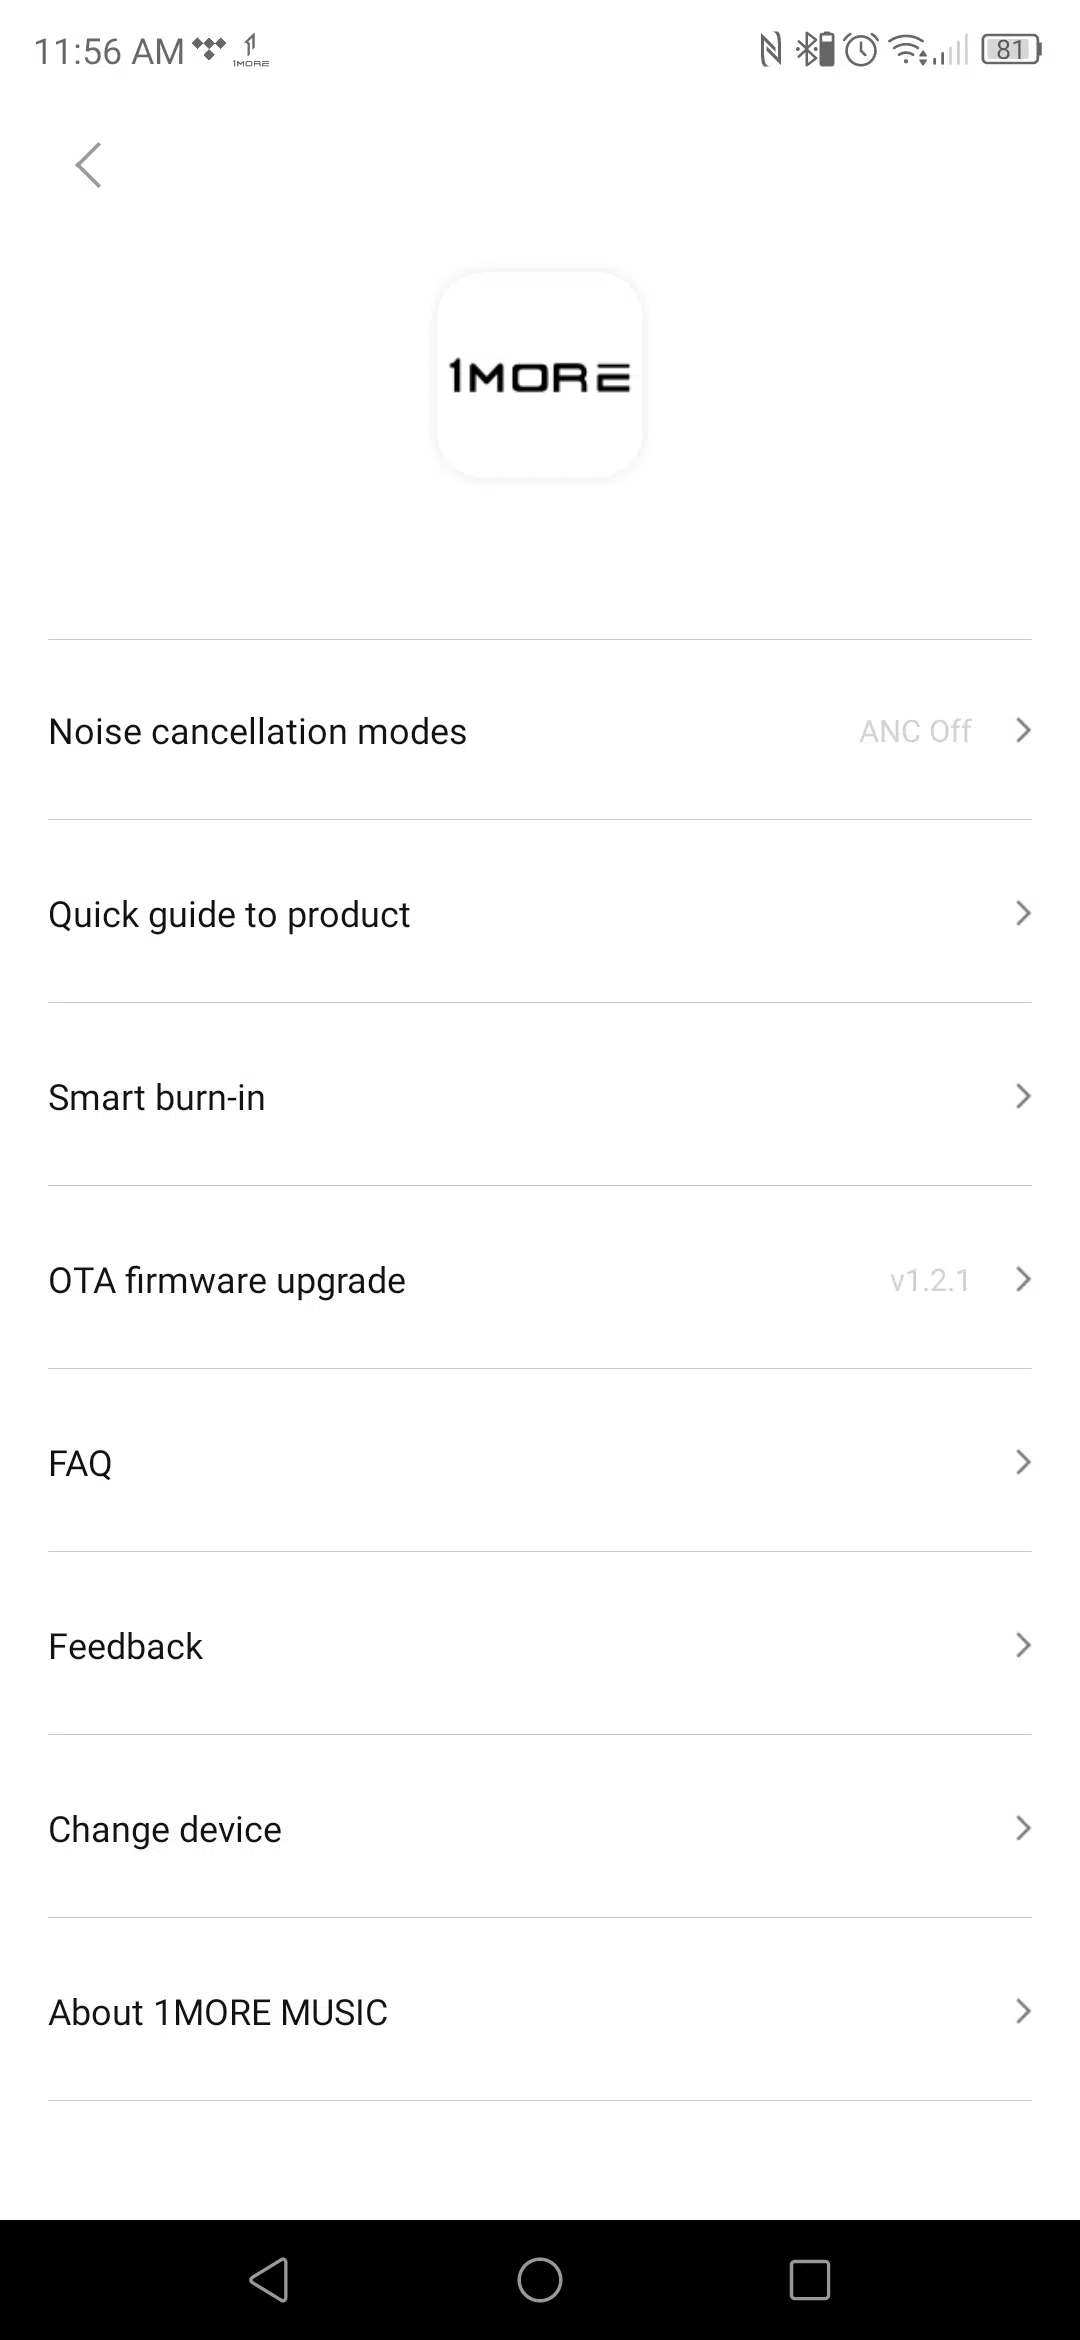 11:56 AM 1MORE 81
1MORE
Noise cancellation modes ANC Off
Quick guide to product
Smart burn-in
OTA firmware upgrade v1.2.1
FAQ
Feedback
Change device
About 1MORE MUSIC